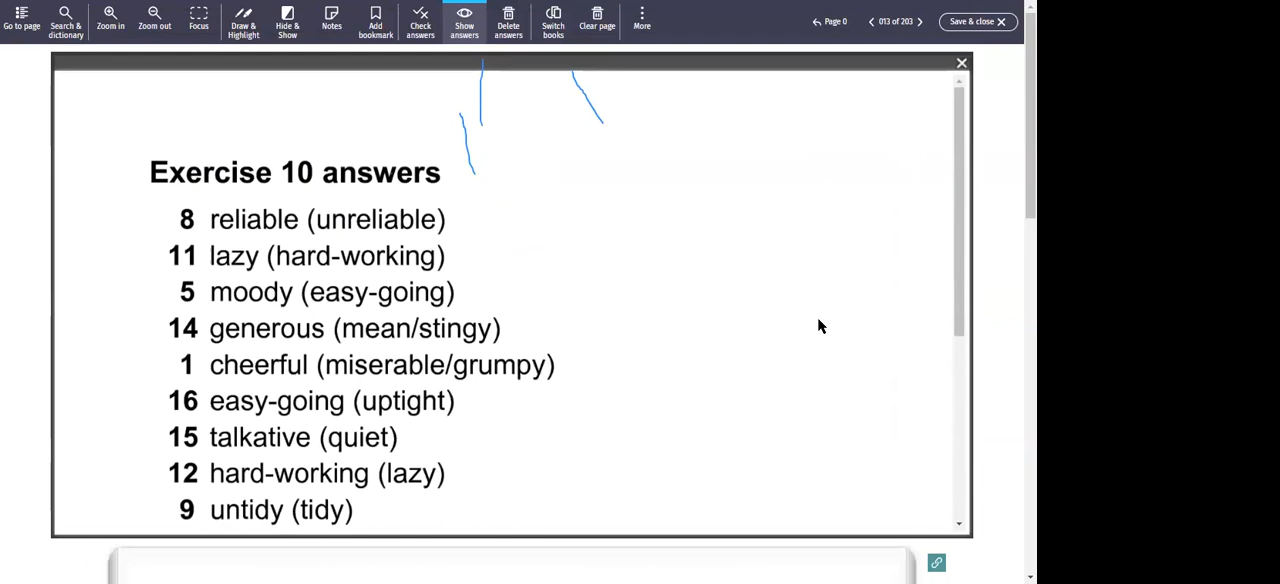 Go to page
Search & dictionary
Zoom in
Zoom out
Focus
Draw & Highlight
Hide & Show
Notes
Add bookmark
Check answers
Show answers
Delete answers
Switch books
Clear page
More
Page 0
013 of 203
Save & close
Exercise 10 answers
8 reliable (unreliable)
11 lazy (hard-working)
5 moody (easy-going)
14 generous (mean/stingy)
1 cheerful (miserable/grumpy)
16 easy-going (uptight)
15 talkative (quiet)
12 hard-working (lazy)
9 untidy (tidy)